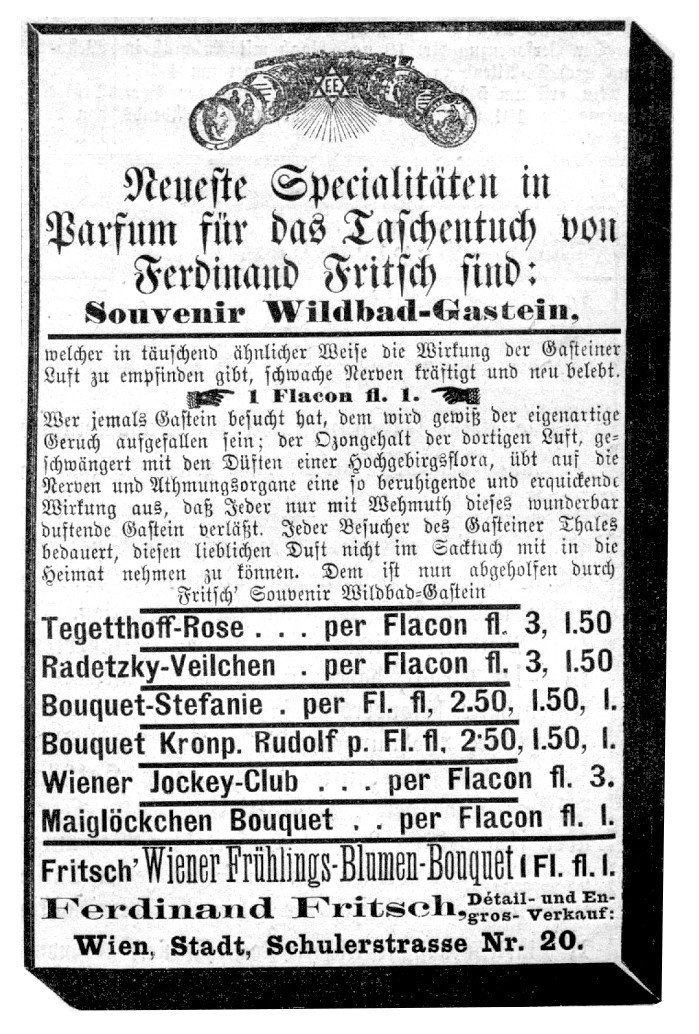 EE
Neueste Specialitäten in
Parfum für das Taschentuch von
Ferdinand Fritsch sind:
Souvenir Wildbad-Gastein,
welcher in täuschend ähnlicher Weise die Wirkung der Gasteiner
Luft zu empfinden gibt, schwache Nerven kräftigt und neu belebt.
1 Flacon fl. 1.
Wer jemals Gastein besucht hat, dem wird gewiß der eigenartige
Geruch aufgefallen sein; der Ozongehalt der dortigen Luft, ge-
schwängert mit den Düften einer Hochgebirgsflora, übt auf die
Nerven und Athmungsorgane eine so beruhigende und erquickende
Wirkung aus, daß Jeder nur mit Wehmuth dieses wunderbar
duftende Gastein verläßt. Jeder Besucher des Gasteiner Thales
bedauert, diesen lieblichen Duft nicht im Sacktuch mit in die
Heimat nehmen zu können. Dem ist nun abgeholfen durch
Fritsch' Souvenir Wildbad-Gastein
Tegetthoff-Rose . . . per Flacon fl. 3, 1.50
Radetzky-Veilchen . per Flacon fl. 3, 1.50
Bouquet-Stefanie . per Fl. fl, 2.50, 1.50, 1.
Bouquet Kronp. Rudolf p. Fl. fl, 2·50, 1.50, 1.
Wiener Jockey-Club . . . per Flacon fl. 3.
Maiglöckchen Bouquet . . per Flacon fl. 1.
Fritsch' Wiener Frühlings-Blumen-Bouquet 1 Fl. fl. 1.
Ferdinand Fritsch, Détail- und En-
gros- Verkauf:
Wien, Stadt, Schulerstrasse Nr. 20.